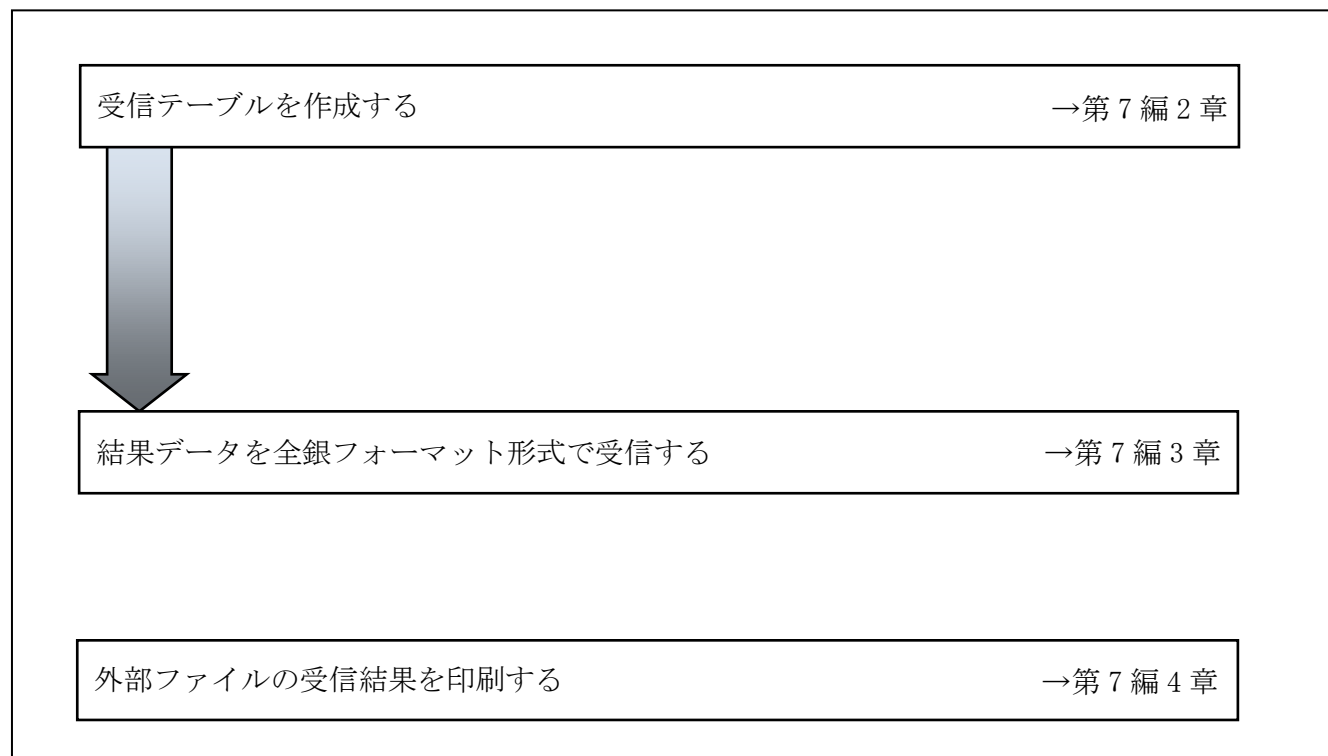 受信テーブルを作成する →第 7 編 2 章
結果データを全銀フォーマット形式で受信する →第 7 編 3 章
外部ファイルの受信結果を印刷する →第 7 編 4 章